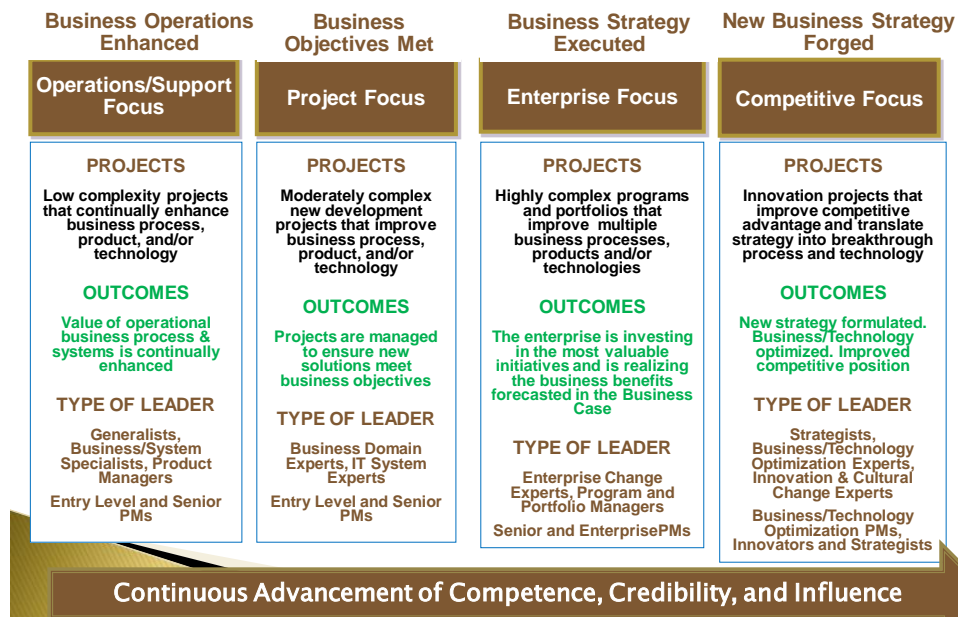 Business Operations
Enhanced
Operations/Support
Focus
PROJECTS
Low complexity projects
that continually enhance
business process,
product, and/or
technology
OUTCOMES
Value of operational
business process &
systems is continually
enhanced
TYPE OF LEADER
Generalists,
Business/System
Specialists, Product
Managers
Entry Level and Senior
PMs
Business
Objectives Met
Project Focus
PROJECTS
Moderately complex
new development
projects that improve
business process,
product, and/or
technology
OUTCOMES
Projects are managed
to ensure new
solutions meet
business objectives
TYPE OF LEADER
Business Domain
Experts, IT System
Experts
Entry Level and Senior
PMs
Business Strategy
Executed
Enterprise Focus
PROJECTS
Highly complex programs
and portfolios that
improve multiple
business processes,
products and/or
technologies
OUTCOMES
The enterprise is investing
in the most valuable
initiatives and is realizing
the business benefits
forecasted in the Business
Case
TYPE OF LEADER
Enterprise Change
Experts, Program and
Portfolio Managers
Senior and EnterprisePMs
New Business Strategy
Forged
Competitive Focus
PROJECTS
Innovation projects that
improve competitive
advantage and translate
strategy into breakthrough
process and technology
OUTCOMES
New strategy formulated.
Business/Technology
optimized. Improved
competitive position
TYPE OF LEADER
Strategists,
Business/Technology
Optimization Experts,
Innovation & Cultural
Change Experts
Business/Technology
Optimization PMs,
Innovators and Strategists
Continuous Advancement of Competence, Credibility, and Influence